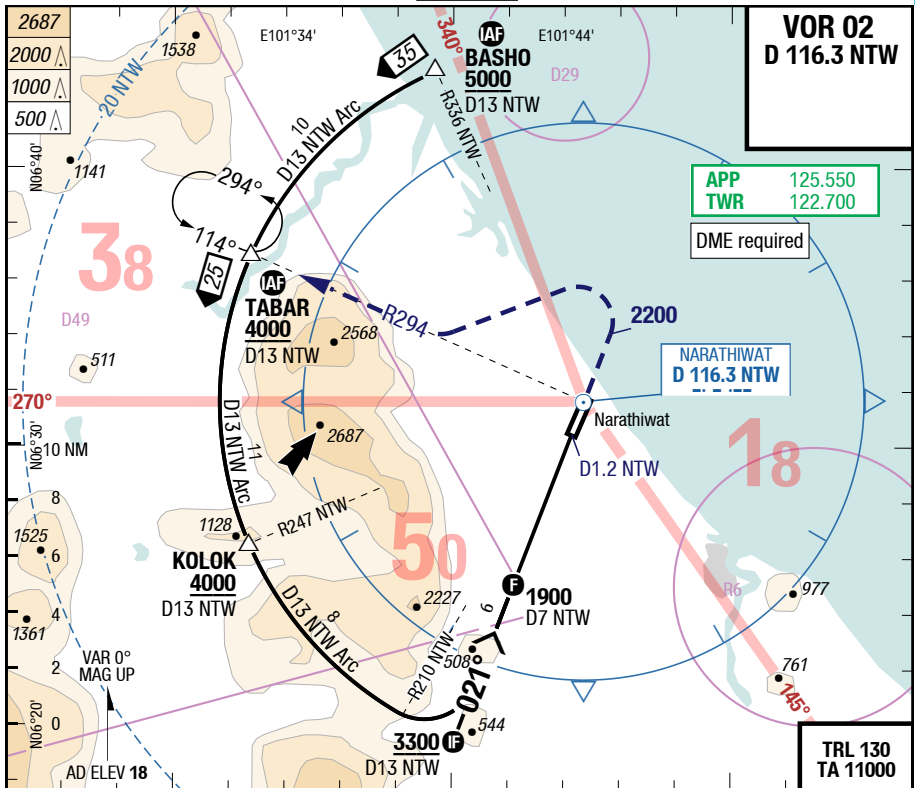 2687
2000
1000
500
1538
E101°34'
35
340°
IAF
BASHO
5000
D13 NTW
E101°44'
D29
VOR 02
D 116.3 NTW
20 NTW
10
D13 NTW Arc
R336 NTW
N06°40'
1141
294°
114°
APP 125.550
TWR 122.700
DME required
38
25
IAF
TABAR
4000
D13 NTW
R294
2200
2568
D49
511
NARATHIWAT
D 116.3 NTW
270°
Narathiwat
D1.2 NTW
N06°30'
10 NM
D13 NTW Arc
11
2687
18
8
R247 NTW
50
1128
1525
6
KOLOK
4000
D13 NTW
F
1900
D7 NTW
R6
977
4
1361
8
D13 NTW Arc
2227
6
2
VAR 0°
MAG UP
R210 NTW
508
021°
761
145°
N06°20'
0
544
3300
IF
D13 NTW
AD ELEV 18
TRL 130
TA 11000